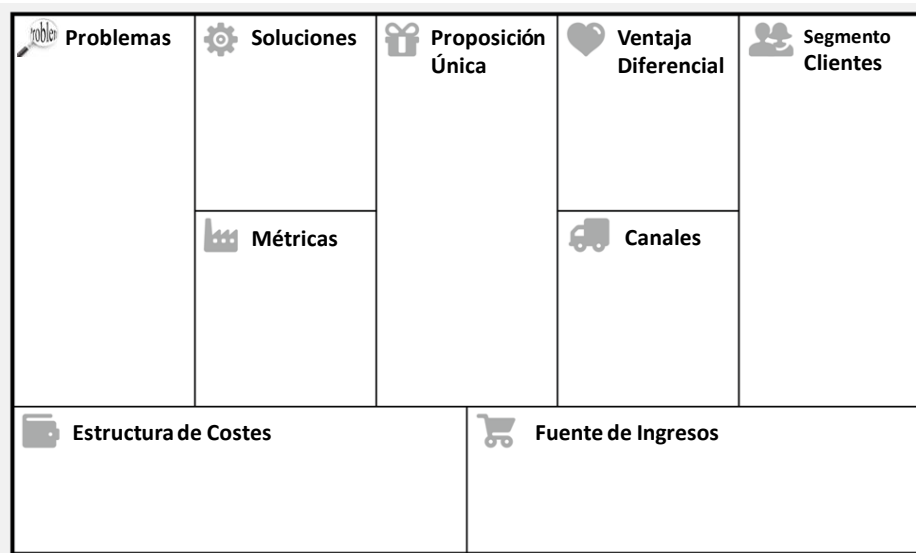 Problemas
Soluciones
Proposición
Única
Ventaja
Diferencial
Segmento
Clientes
Métricas
Canales
Estructura de Costes
Fuente de Ingresos